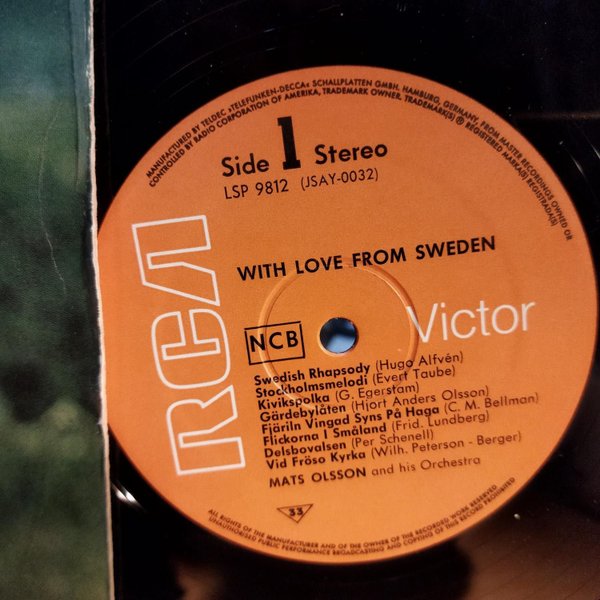 MANUFACTURED BY TELDEC »TELEFUNKEN-DECCA« SCHALLPLATTEN GMBH. HAMBURG, GERMANY, FROM MASTER RECORDINGS OWNED OR
CONTROLLED BY RADIO CORPORATION OF AMERICA, TRADEMARK OWNER. TRADEMARK(S) ® REGISTERED MARKA(S) REGISTRADA(S)
Side 1 Stereo
LSP 9812 (JSAY-0032)
WITH LOVE FROM SWEDEN
RCA
Victor
NCB
Swedish Rhapsody (Hugo Alfvén)
Stockholmsmelodi (Evert Taube)
Kivikspolka (G. Egerstam)
Gärdebylåten (Hjort Anders Olsson)
Fjäriln Vingad Syns På Haga (C. M. Bellman)
Flickorna I Småland (Frid. Lundberg)
Delsbovalsen (Per Schenell)
Vid Fröso Kyrka (Wilh. Peterson - Berger)
MATS OLSSON and his Orchestra
33
ALL RIGHTS OF THE MANUFACTURER AND OF THE OWNER OF THE RECORDED WORK RESERVED
UNAUTHORISED PUBLIC PERFORMANCE BROADCASTING AND COPYING OF THIS RECORD PROHIBITED